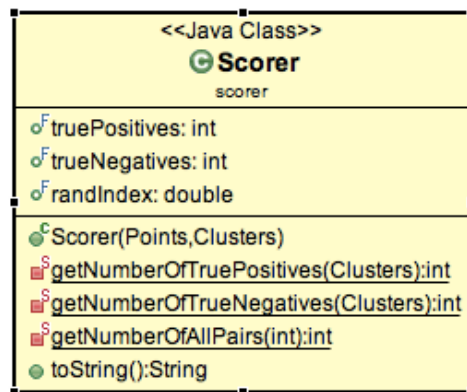 <<Java Class>>
C Scorer
scorer
F truePositives: int
F trueNegatives: int
F randIndex: double
C Scorer(Points,Clusters)
S getNumberOfTruePositives(Clusters):int
S getNumberOfTrueNegatives(Clusters):int
S getNumberOfAllPairs(int):int
toString():String